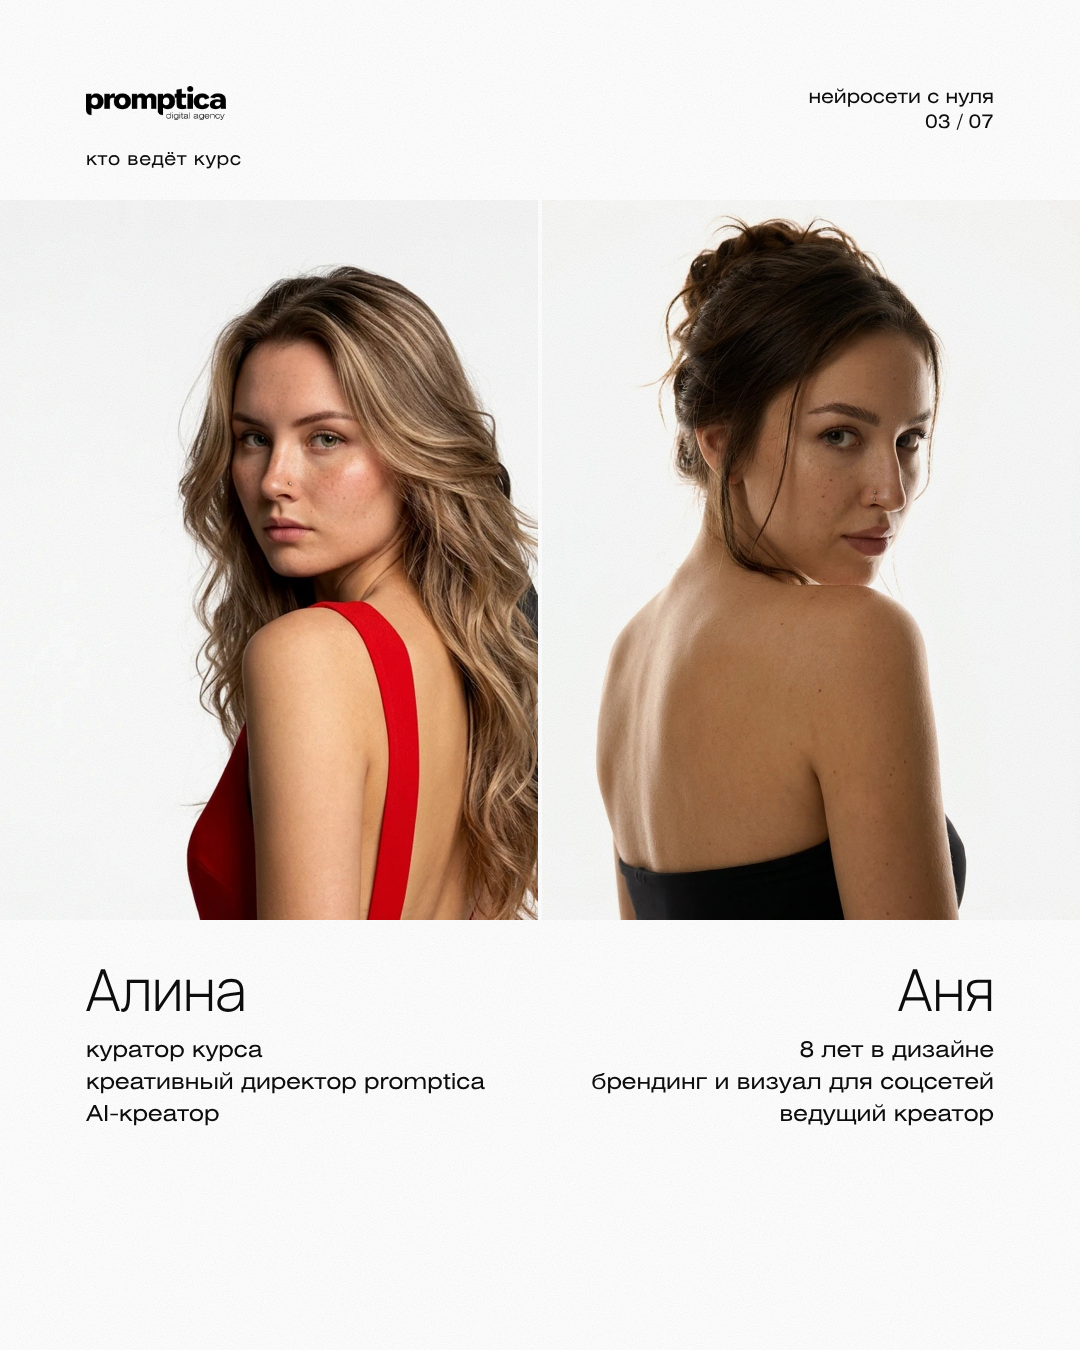 promptica
digital agency
нейросети с нуля
03 / 07
кто ведёт курс
Алина
куратор курса
креативный директор promptica
AI-креатор
Аня
8 лет в дизайне
брендинг и визуал для соцсетей
ведущий креатор